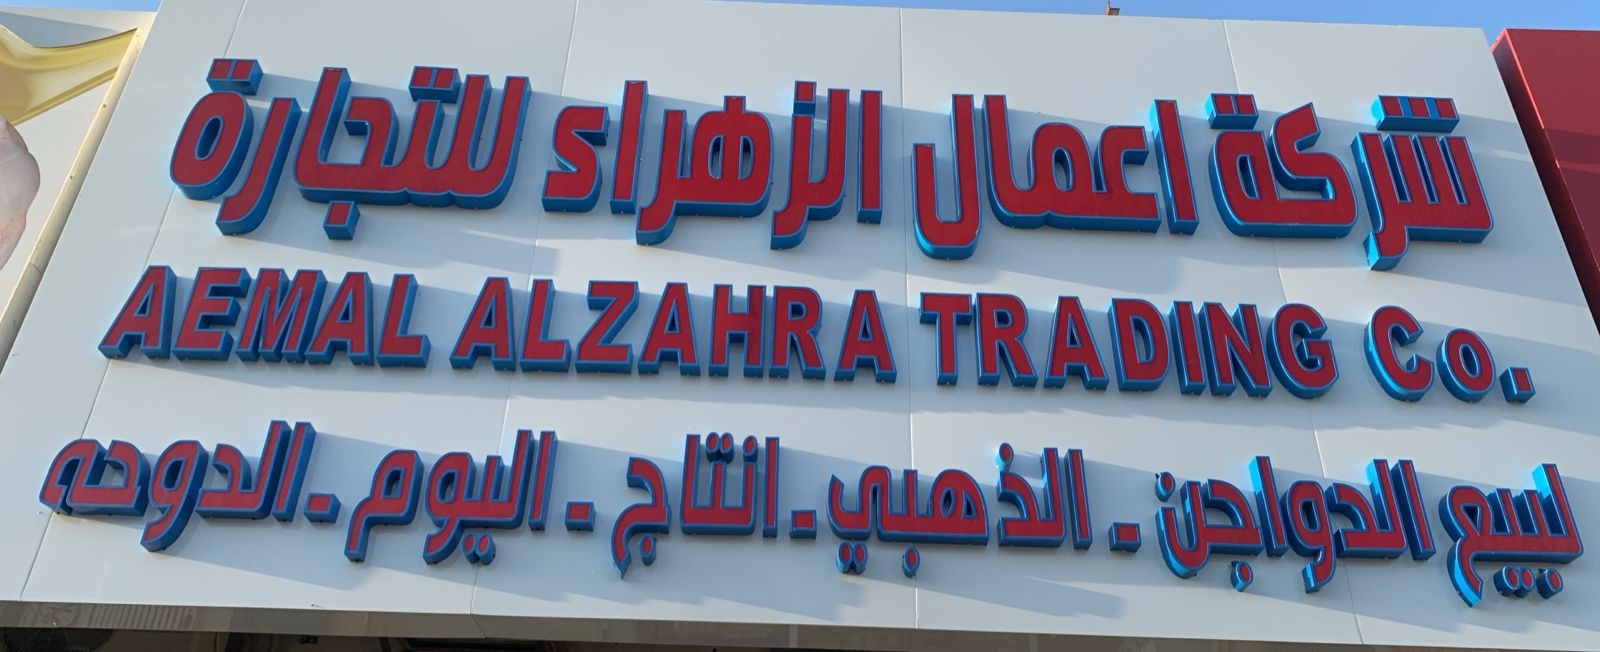 شركة اعمال الزهراء للتجارة
AEMAL ALZAHRA TRADING Co.
لبيع الدواجن . الذهبي . انتاج . اليوم . الدوحه